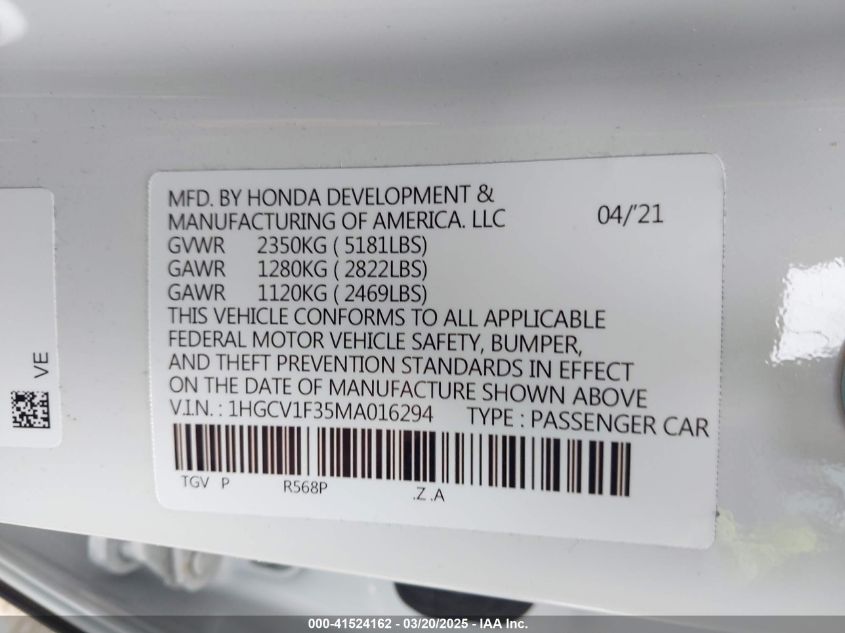 MFD. BY HONDA DEVELOPMENT &
MANUFACTURING OF AMERICA. LLC 04/'21
GVWR 2350KG ( 5181LBS)
GAWR 1280KG ( 2822LBS)
GAWR 1120KG ( 2469LBS)
THIS VEHICLE CONFORMS TO ALL APPLICABLE
FEDERAL MOTOR VEHICLE SAFETY, BUMPER,
AND THEFT PREVENTION STANDARDS IN EFFECT
ON THE DATE OF MANUFACTURE SHOWN ABOVE
V.I.N. : 1HGCV1F35MA016294 TYPE : PASSENGER CAR
TGV P R568P .Z .A
VE
000-41524162 - 03/20/2025 - IAA Inc.